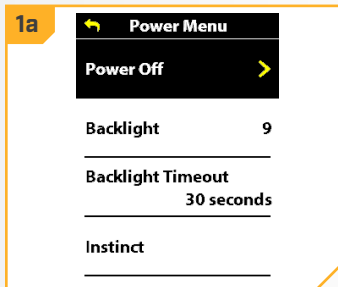 1a
Power Menu
Power Off
Backlight 9
Backlight Timeout
30 seconds
Instinct